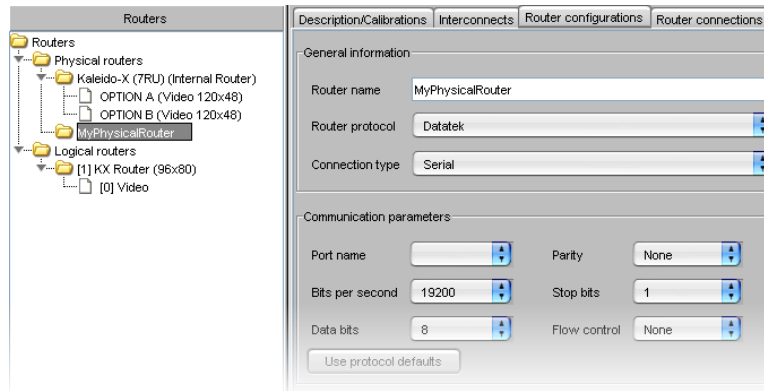 Routers
Routers
Physical routers
Kaleido-X (7RU) (Internal Router)
OPTION A (Video 120x48)
OPTION B (Video 120x48)
MyPhysicalRouter
Logical routers
[1] KX Router (96x80)
[0] Video
Description/Calibrations Interconnects Router configurations Router connections
General information
Router name MyPhysicalRouter
Router protocol Datatek
Connection type Serial
Communication parameters
Port name Parity None
Bits per second 19200 Stop bits 1
Data bits 8 Flow control None
Use protocol defaults